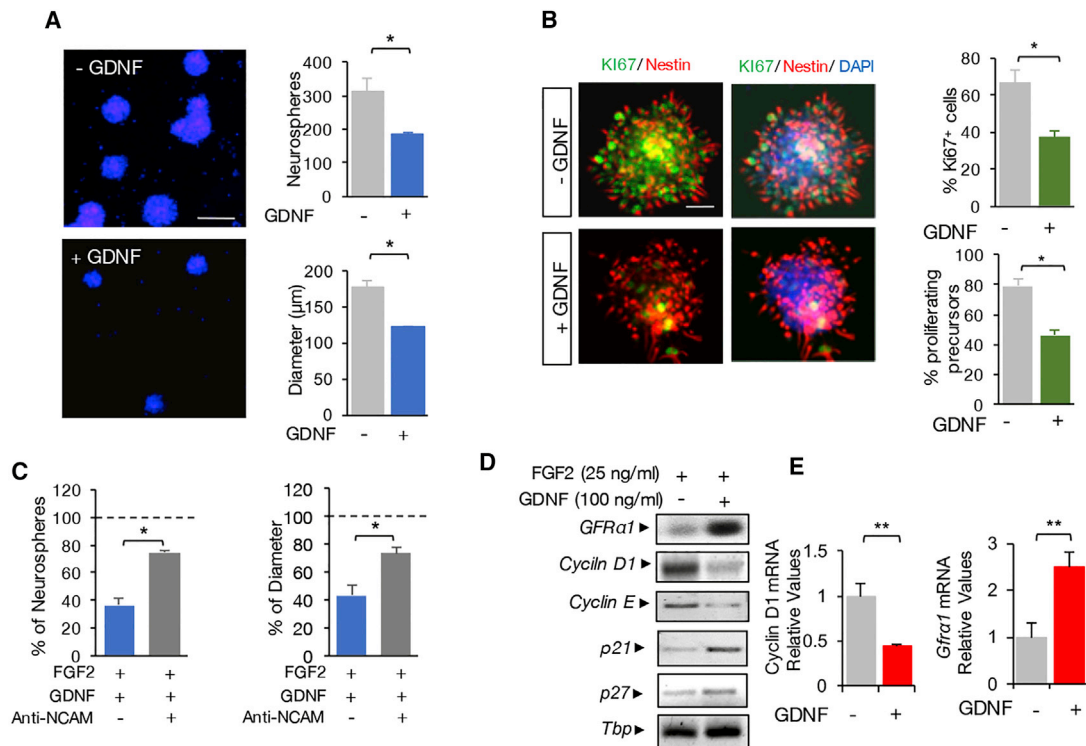 A
- GDNF
+ GDNF
Neurospheres
400
300
200
100
0
*
GDNF - +
Diameter (µm)
200
150
100
50
0
*
GDNF - +
B
KI67/Nestin
KI67/Nestin/DAPI
- GDNF
+ GDNF
% Ki67+ cells
80
60
40
20
0
*
GDNF - +
% proliferating
precursors
100
80
60
40
20
0
*
GDNF - +
C
% of Neurospheres
120
100
80
60
40
20
0
*
FGF2 + +
GDNF + +
Anti-NCAM - +
% of Diameter
120
100
80
60
40
20
0
*
FGF2 + +
GDNF + +
Anti-NCAM - +
D
FGF2 (25 ng/ml) + +
GDNF (100 ng/ml) - +
GFRα1►
Cyciln D1►
Cyclin E►
p21►
p27►
Tbp►
E
Cyclin D1 mRNA
Relative Values
1.5
1
0.5
0
**
GDNF - +
Gfrα1 mRNA
Relative Values
3
2
1
0
**
GDNF - +